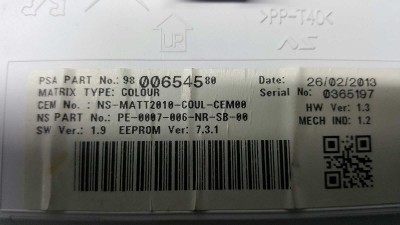 >PP-T40<
UP
PSA PART No.: 98 006545 80
Date: 26/02/2013
MATRIX TYPE: COLOUR
Serial No: 0365197
CEM No.: NS-MATT2010-COUL-CEM00
HW Ver.: 1.3
NS PART No.: PE-0007-006-NR-SB-00
MECH IND: 1.2
SW Ver.: 1.9 EEPROM Ver: 7.3.1